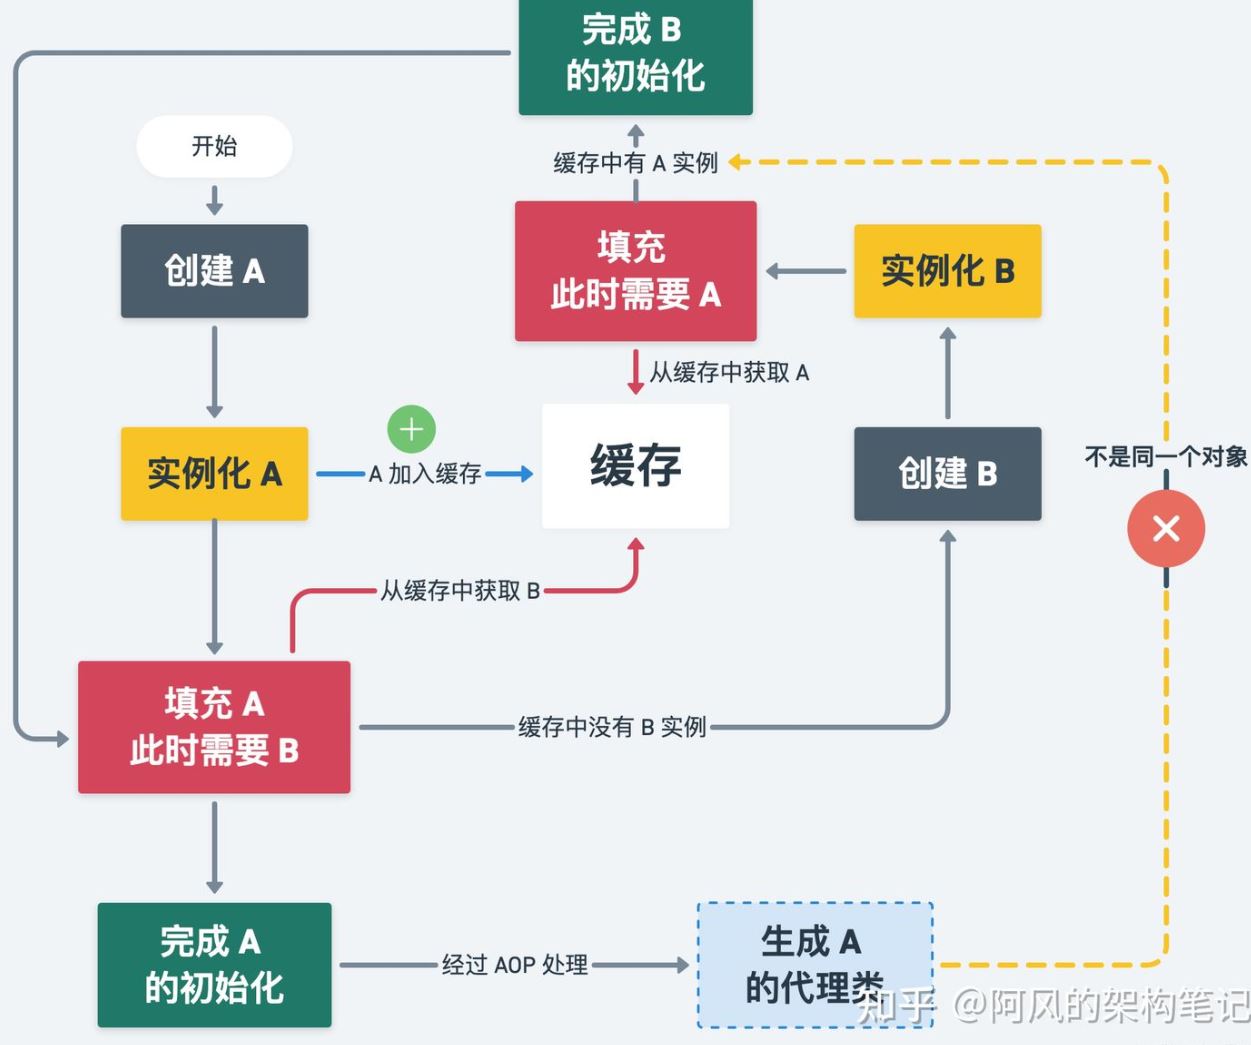 完成 B
的初始化
开始
缓存中有 A 实例
创建 A
填充
此时需要 A
实例化 B
从缓存中获取 A
实例化 A
A 加入缓存
缓存
创建 B
不是同一个对象
从缓存中获取 B
填充 A
此时需要 B
缓存中没有 B 实例
完成 A
的初始化
经过 AOP 处理
生成 A
的代理类
知乎 @阿风的架构笔记